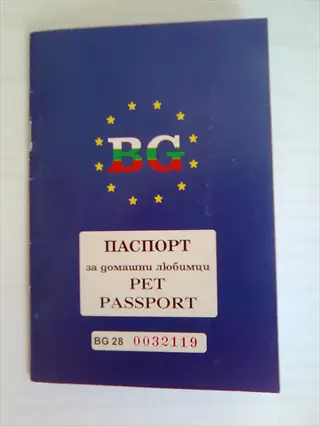 BG
ПАСПОРТ
за домашни любимци
PET
PASSPORT
BG 28 0032119